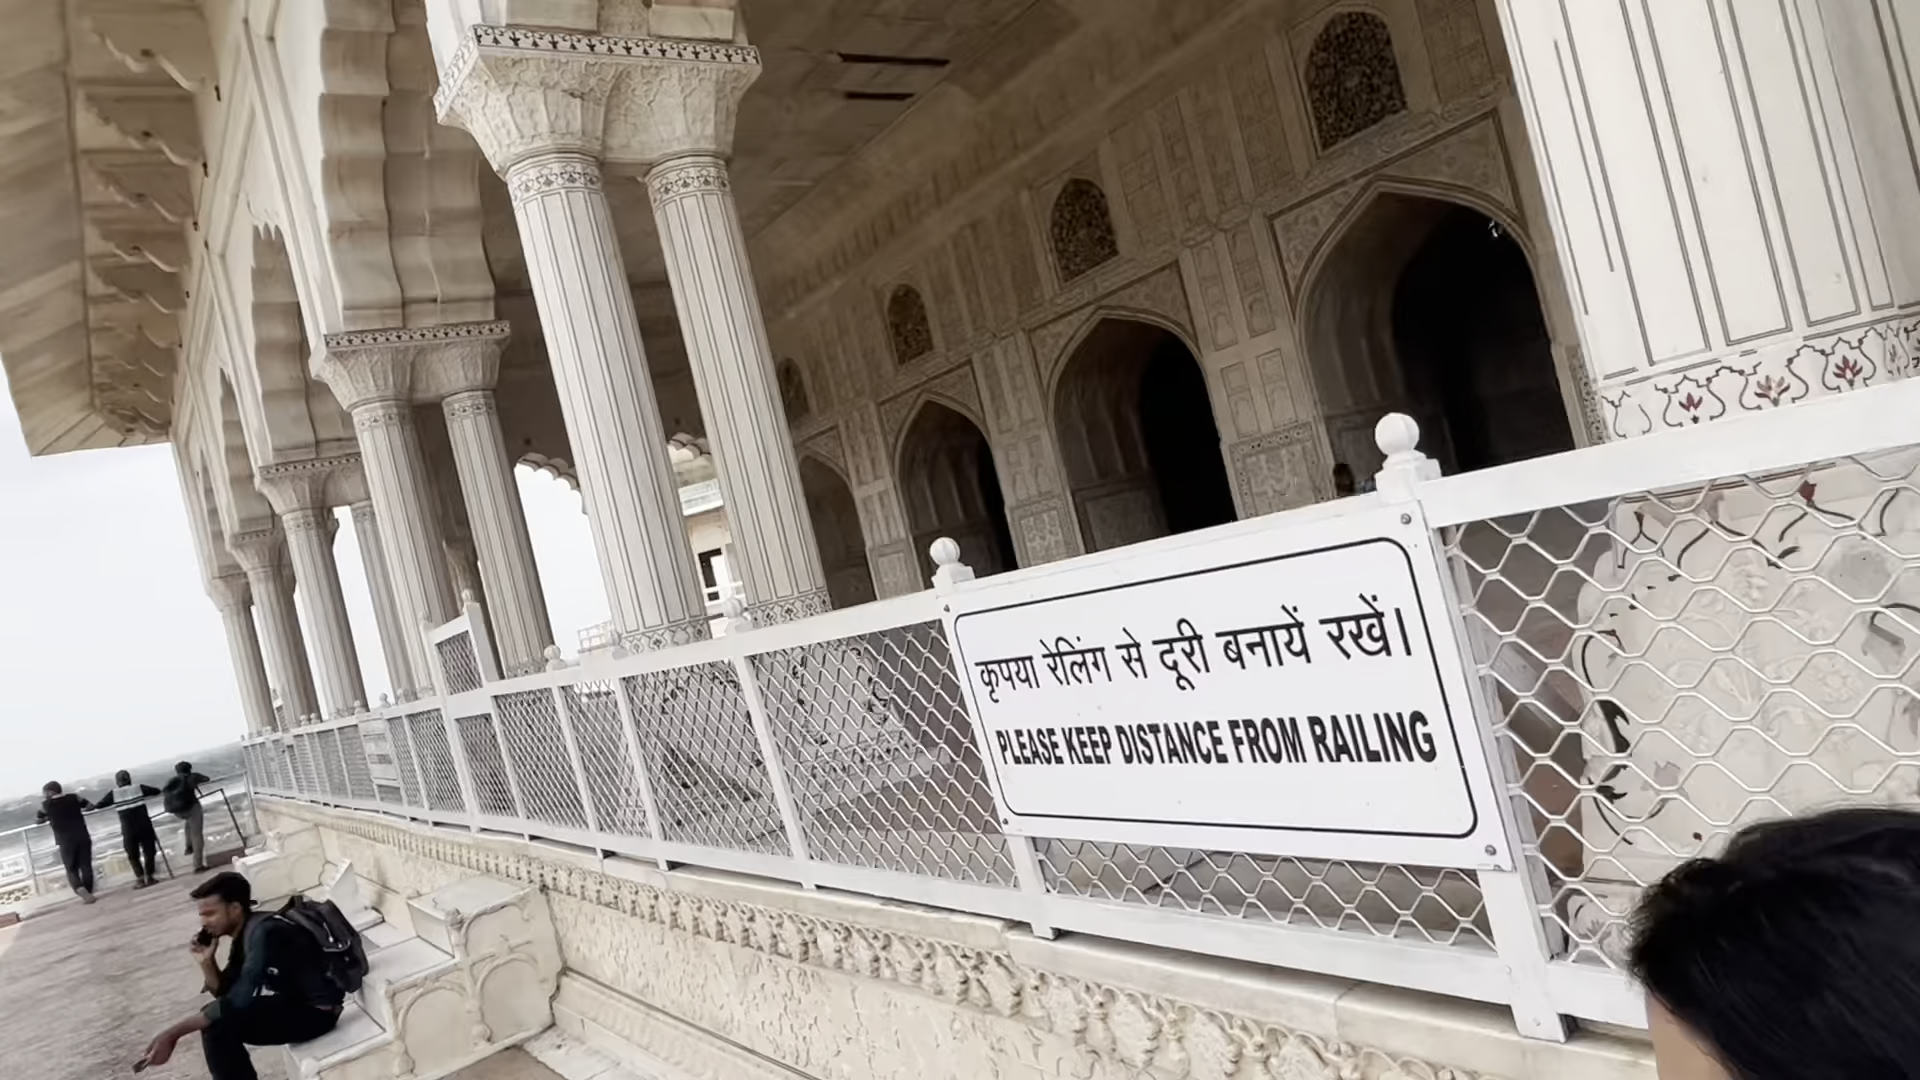 कृपया रेलिंग से दूरी बनायें रखें।
PLEASE KEEP DISTANCE FROM RAILING